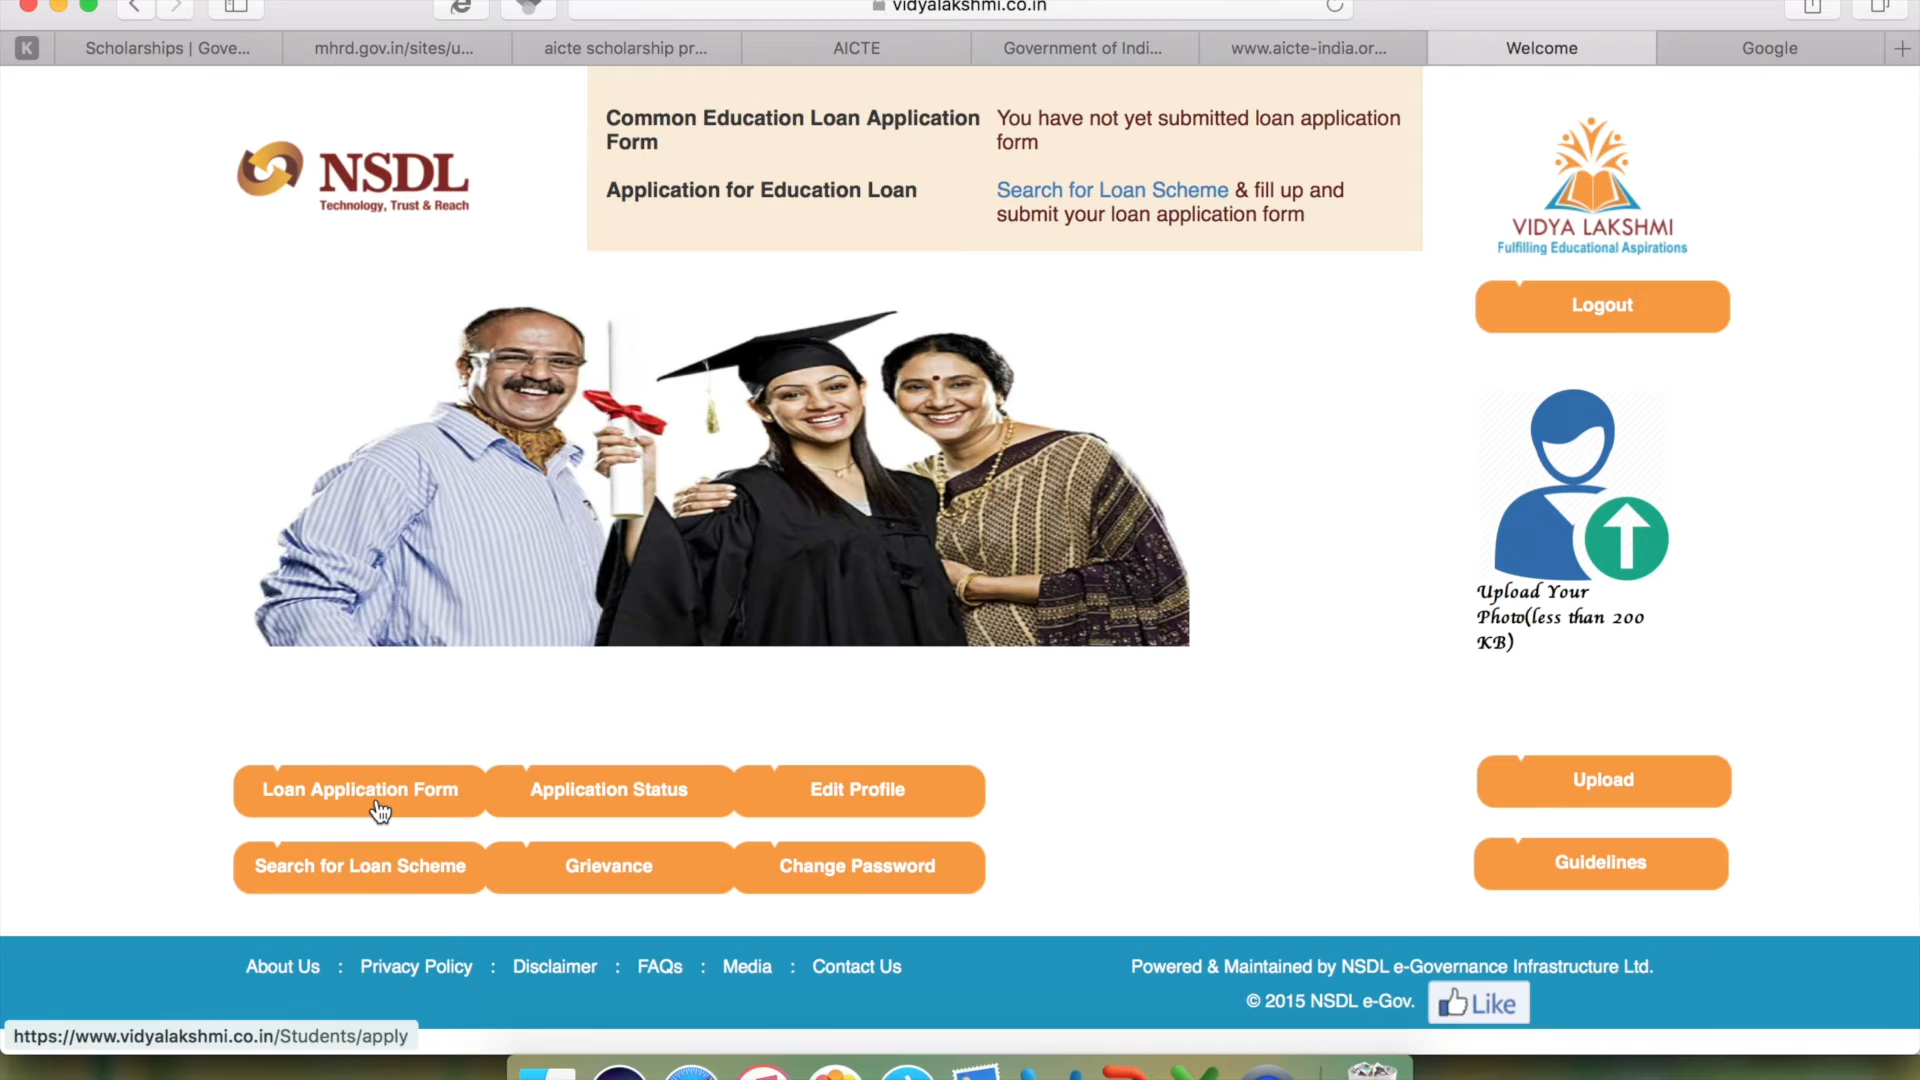 vidyalakshmi.co.in
K
Scholarships | Gove...
mhrd.gov.in/sites/u...
aicte scholarship pr...
AICTE
Government of Indi...
www.aicte-india.or...
Welcome
Google
NSDL
Technology, Trust & Reach
Common Education Loan Application
Form
You have not yet submitted loan application
form
Application for Education Loan
Search for Loan Scheme & fill up and
submit your loan application form
VIDYA LAKSHMI
Fulfilling Educational Aspirations
Logout
Upload Your
Photo(less than 200
KB)
Loan Application Form
Application Status
Edit Profile
Upload
Search for Loan Scheme
Grievance
Change Password
Guidelines
About Us : Privacy Policy : Disclaimer : FAQs : Media : Contact Us
Powered & Maintained by NSDL e-Governance Infrastructure Ltd.
© 2015 NSDL e-Gov.
Like
https://www.vidyalakshmi.co.in/Students/apply